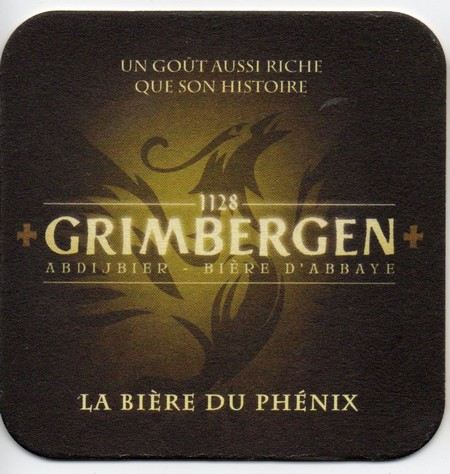 UN GOÛT AUSSI RICHE
QUE SON HISTOIRE
1128
GRIMBERGEN
ABDIJBIER - BIÈRE D'ABBAYE
LA BIÈRE DU PHÉNIX